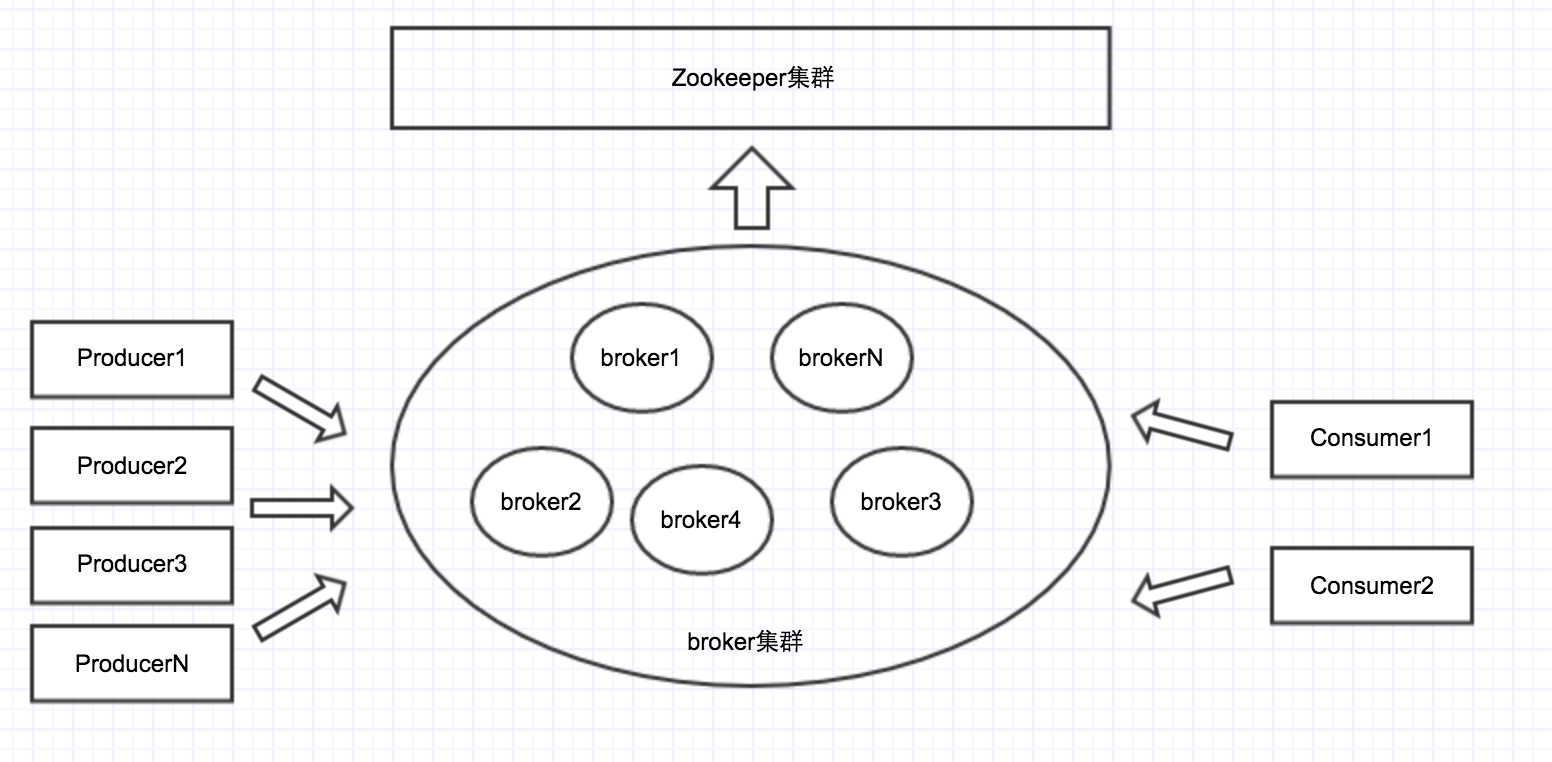 Zookeeper集群
Producer1
Producer2
Producer3
ProducerN
broker1
brokerN
broker2
broker4
broker3
broker集群
Consumer1
Consumer2